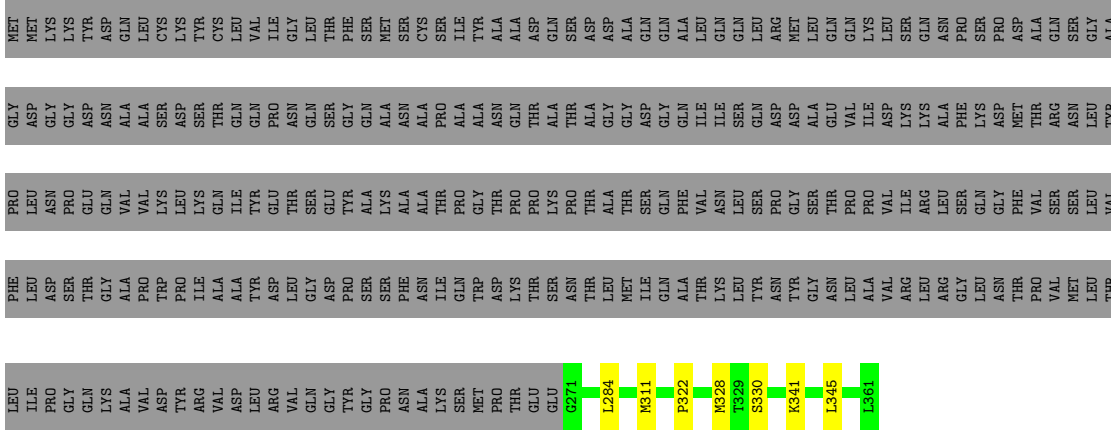 MET MET LYS LYS TYR ASP GLN LEU CYS LYS TYR CYS LEU VAL ILE GLY LEU THR PHE SER MET SER CYS SER ILE TYR ALA ALA ASP GLN SER ASP ASP ALA GLN GLN ALA LEU GLN GLN LEU ARG MET LEU GLN GLN LYS LEU SER GLN ASN PRO SER PRO ASP ALA GLN SER GLY ALA
GLY ASP GLY GLY ASP ASN ALA ALA SER ASP SER THR GLN GLN PRO ASN GLN SER GLY GLN ALA ASN ALA PRO ALA ALA ASN GLN THR ALA THR ALA GLY GLY ASP GLY GLN ILE ILE SER GLN ASP ASP ALA GLU VAL ILE ASP LYS LYS ALA PHE LYS ASP MET THR ARG ASN LEU TYR
PRO LEU ASN PRO GLU GLN VAL VAL LYS LEU LYS GLN ILE TYR GLU THR SER GLU TYR ALA LYS ALA ALA THR PRO GLY THR PRO PRO LYS PRO THR ALA THR SER GLN PHE VAL ASN LEU SER PRO GLY SER THR PRO PRO VAL ILE ARG LEU SER GLN GLY PHE VAL SER SER LEU VAL
PHE LEU ASP SER THR GLY ALA PRO TRP PRO ILE ALA ALA TYR ASP LEU GLY ASP PRO SER SER PHE ASN ILE GLN TRP ASP LYS THR SER ASN THR LEU MET ILE GLN ALA THR LYS LEU TYR ASN TYR GLY ASN LEU ALA VAL ARG LEU ARG GLY LEU ASN THR PRO VAL MET LEU THR
LEU ILE PRO GLY GLN LYS ALA VAL ASP TYR ARG VAL ASP LEU ARG VAL GLN GLY TYR GLY PRO ASN ALA LYS SER MET PRO THR GLU GLU G271 L284 M311 P322 M328 T329 S330 K341 L345 L361